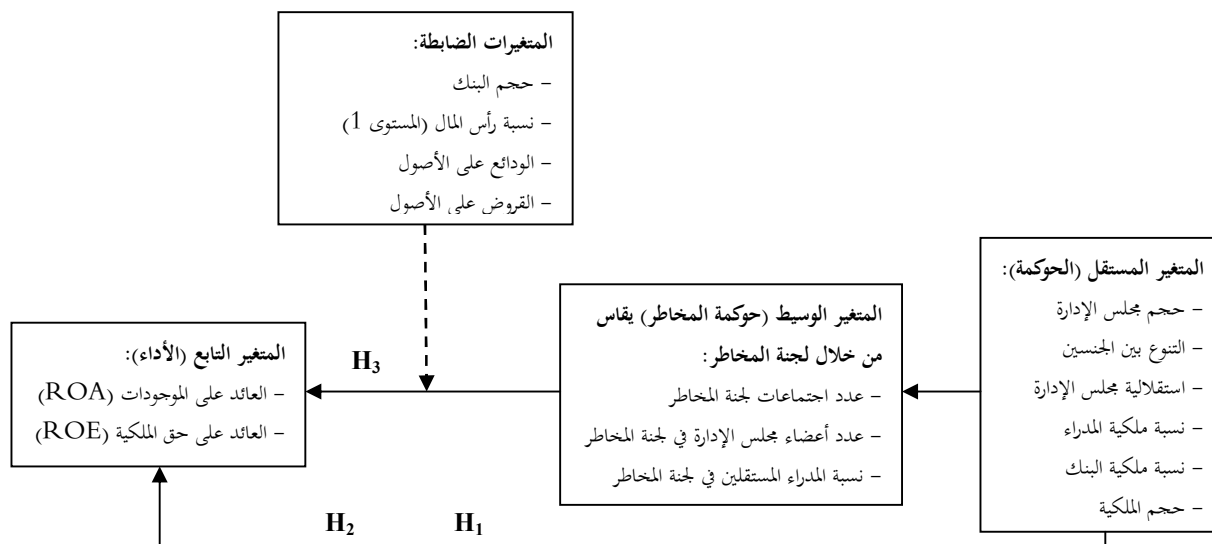 المتغيرات الضابطة:
– حجم البنك
– نسبة رأس المال (المستوى 1)
– الودائع على الأصول
– القروض على الأصول
المتغير المستقل (الحوكمة):
– حجم مجلس الإدارة
– التنوع بين الجنسين
– استقلالية مجلس الإدارة
– نسبة ملكية المدراء
– نسبة ملكية البنك
– حجم الملكية
المتغير الوسيط (حوكمة المخاطر) يقاس
من خلال لجنة المخاطر:
– عدد اجتماعات لجنة المخاطر
– عدد أعضاء مجلس الإدارة في لجنة المخاطر
– نسبة المدراء المستقلين في لجنة المخاطر
H3
المتغير التابع (الأداء):
– العائد على الموجودات (ROA)
– العائد على حق الملكية (ROE)
H2 H1